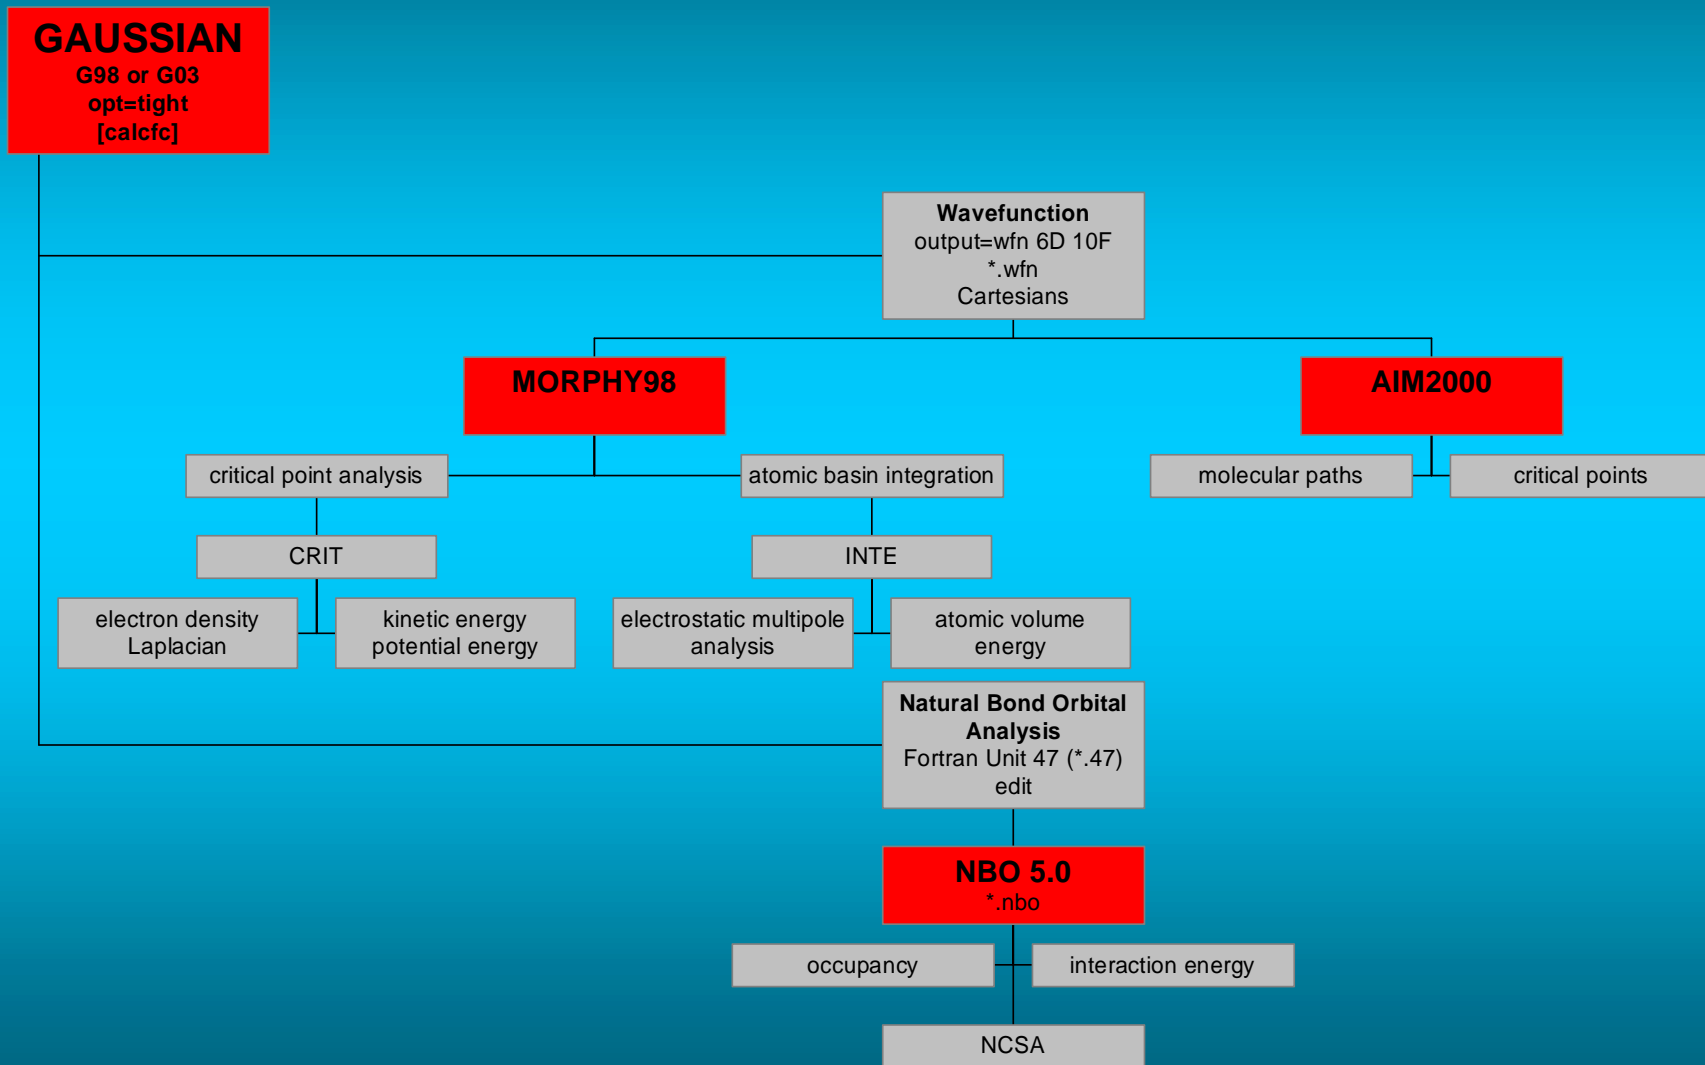 GAUSSIAN
G98 or G03
opt=tight
[calcfc]
Wavefunction
output=wfn 6D 10F
*.wfn
Cartesians
MORPHY98
AIM2000
critical point analysis
atomic basin integration
molecular paths
critical points
CRIT
INTE
electron density
Laplacian
kinetic energy
potential energy
electrostatic multipole
analysis
atomic volume
energy
Natural Bond Orbital
Analysis
Fortran Unit 47 (*.47)
edit
NBO 5.0
*.nbo
occupancy
interaction energy
NCSA